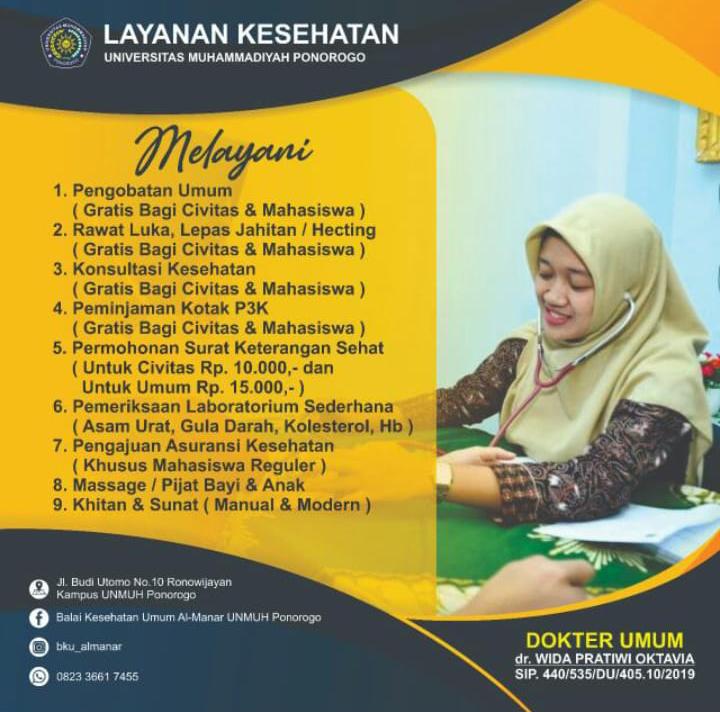 LAYANAN KESEHATAN
UNIVERSITAS MUHAMMADIYAH PONOROGO
Melayani
1. Pengobatan Umum
( Gratis Bagi Civitas & Mahasiswa )
2. Rawat Luka, Lepas Jahitan / Hecting
( Gratis Bagi Civitas & Mahasiswa )
3. Konsultasi Kesehatan
( Gratis Bagi Civitas & Mahasiswa )
4. Peminjaman Kotak P3K
( Gratis Bagi Civitas & Mahasiswa )
5. Permohonan Surat Keterangan Sehat
( Untuk Civitas Rp. 10.000,- dan
Untuk Umum Rp. 15.000,- )
6. Pemeriksaan Laboratorium Sederhana
( Asam Urat, Gula Darah, Kolesterol, Hb )
7. Pengajuan Asuransi Kesehatan
( Khusus Mahasiswa Reguler )
8. Massage / Pijat Bayi & Anak
9. Khitan & Sunat ( Manual & Modern )
Jl. Budi Utomo No.10 Ronowijayan
Kampus UNMUH Ponorogo
Balai Kesehatan Umum Al-Manar UNMUH Ponorogo
bku_almanar
0823 3661 7455
DOKTER UMUM
dr. WIDA PRATIWI OKTAVIA
SIP. 440/535/DU/405.10/2019